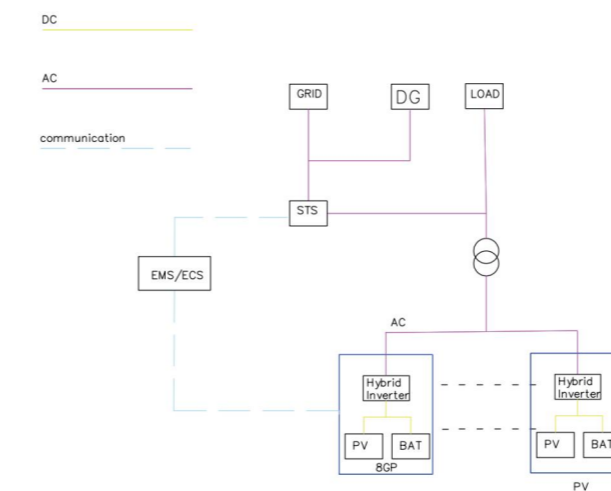 DC
AC
communication
GRID
DG
LOAD
STS
EMS/ECS
AC
Hybrid
Inverter
PV
BAT
8GP
Hybrid
Inverter
PV
BAT
PV